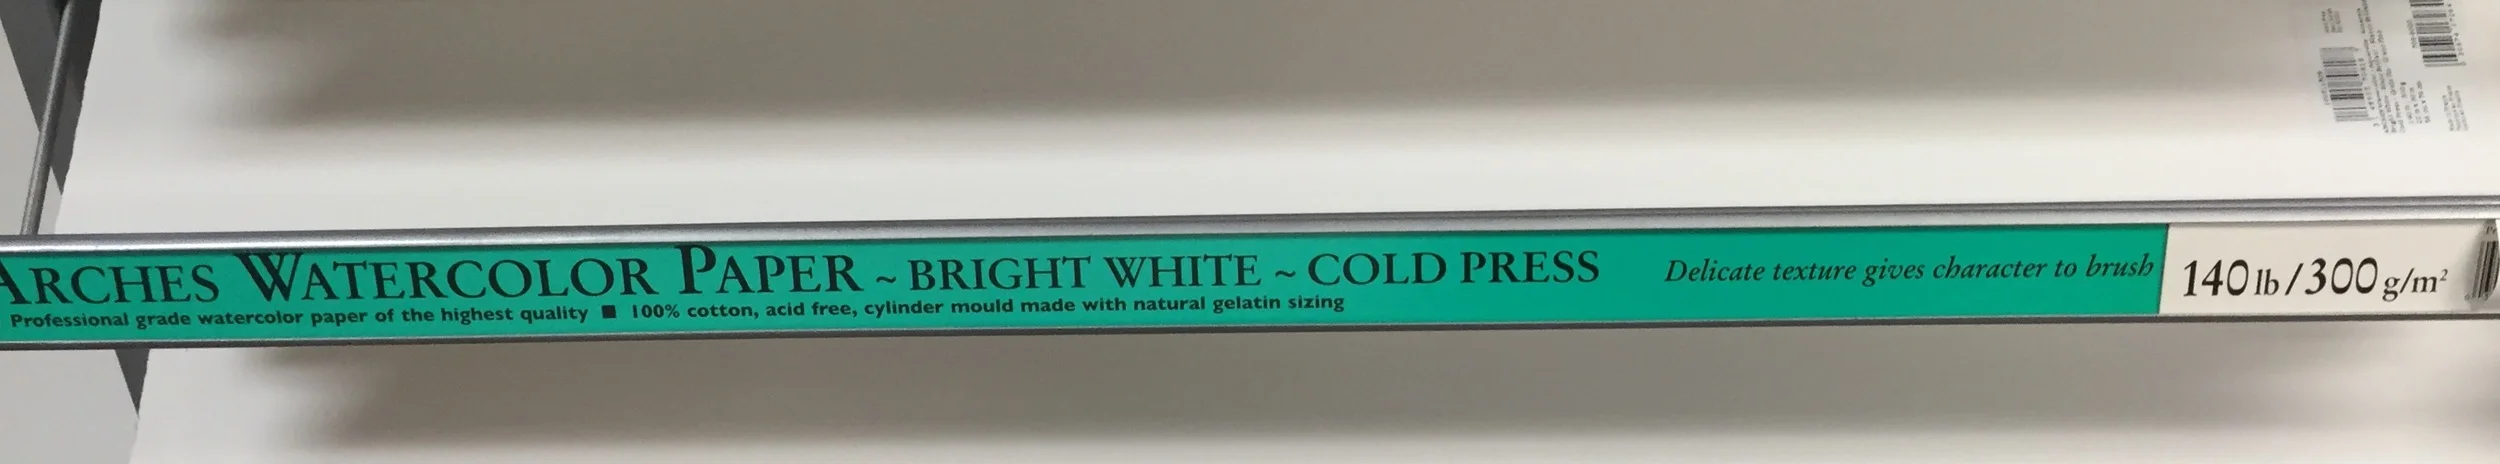 ARCHES WATERCOLOR PAPER ~ BRIGHT WHITE ~ COLD PRESS
Professional grade watercolor paper of the highest quality ■ 100% cotton, acid free, cylinder mould made with natural gelatin sizing
Delicate texture gives character to brush
140 lb / 300 g/m²